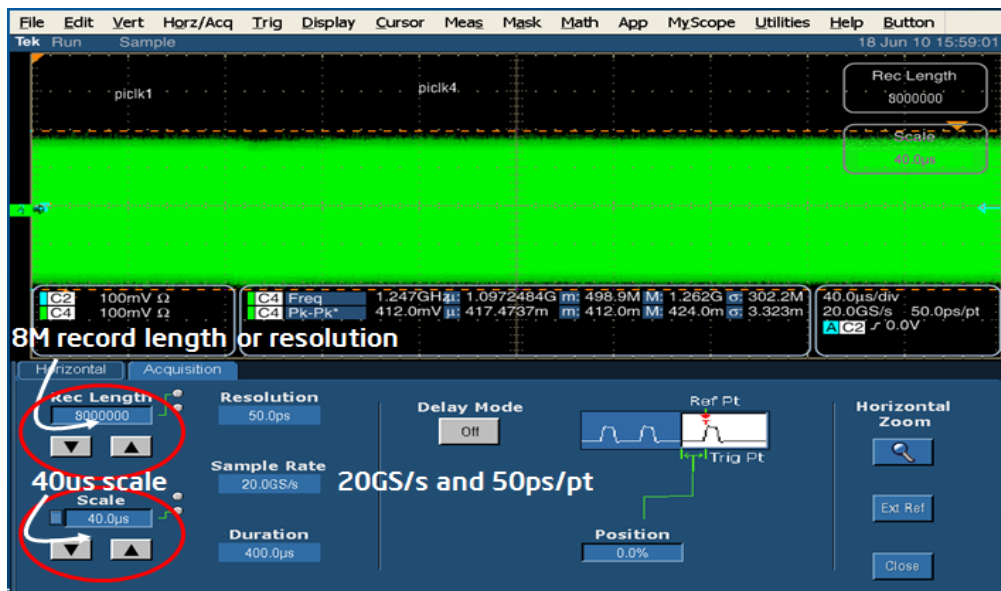 File Edit Vert Horz/Acq Trig Display Cursor Meas Mask Math App MyScope Utilities Help Button
Tek Run Sample 18 Jun 10 15:59:01
piclk1 piclk4
Rec Length
8000000
Scale
40.0µs
C2 100mV Ω
C4 100mV Ω
C4 Freq 1.247GHz µ: 1.0972484G m: 498.9M M: 1.262G σ: 302.2M
C4 Pk-Pk* 412.0mV µ: 417.4737m m: 412.0m M: 424.0m σ: 3.323m
40.0µs/div
20.0GS/s 50.0ps/pt
A C2 0.0V
8M record length or resolution
Horizontal Acquisition
Rec Length
8000000
Resolution
50.0ps
Sample Rate
20.0GS/s
Duration
400.0µs
40us scale
Scale
40.0µs
20GS/s and 50ps/pt
Delay Mode
Off
Ref Pt
Trig Pt
Position
0.0%
Horizontal
Zoom
Ext Ref
Close